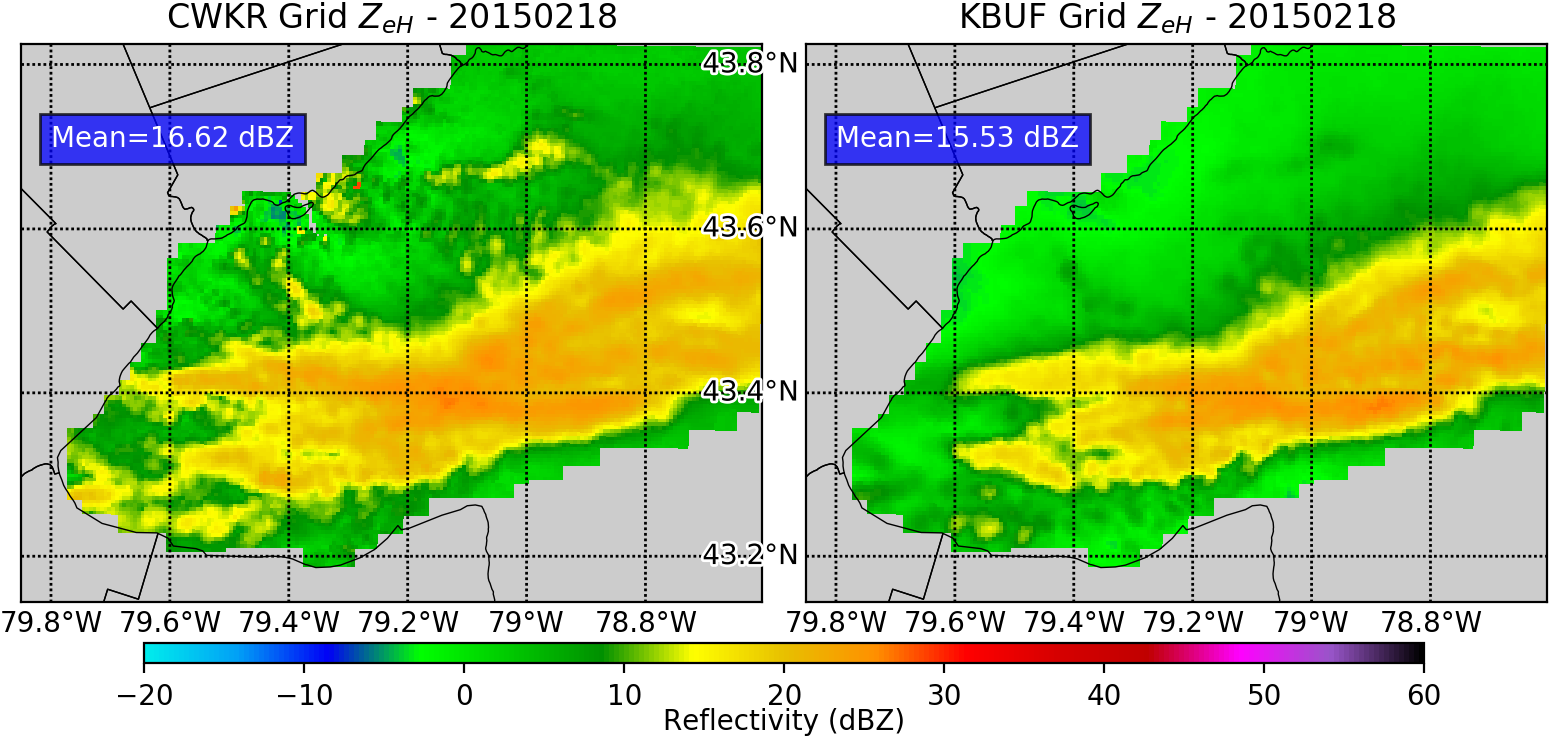 CWKR Grid ZeH - 20150218
KBUF Grid ZeH - 20150218
43.8°N
Mean=16.62 dBZ
Mean=15.53 dBZ
43.6°N
43.4°N
43.2°N
79.8°W 79.6°W 79.4°W 79.2°W 79°W 78.8°W
79.8°W 79.6°W 79.4°W 79.2°W 79°W 78.8°W
−20 −10 0 10 20 30 40 50 60
Reflectivity (dBZ)